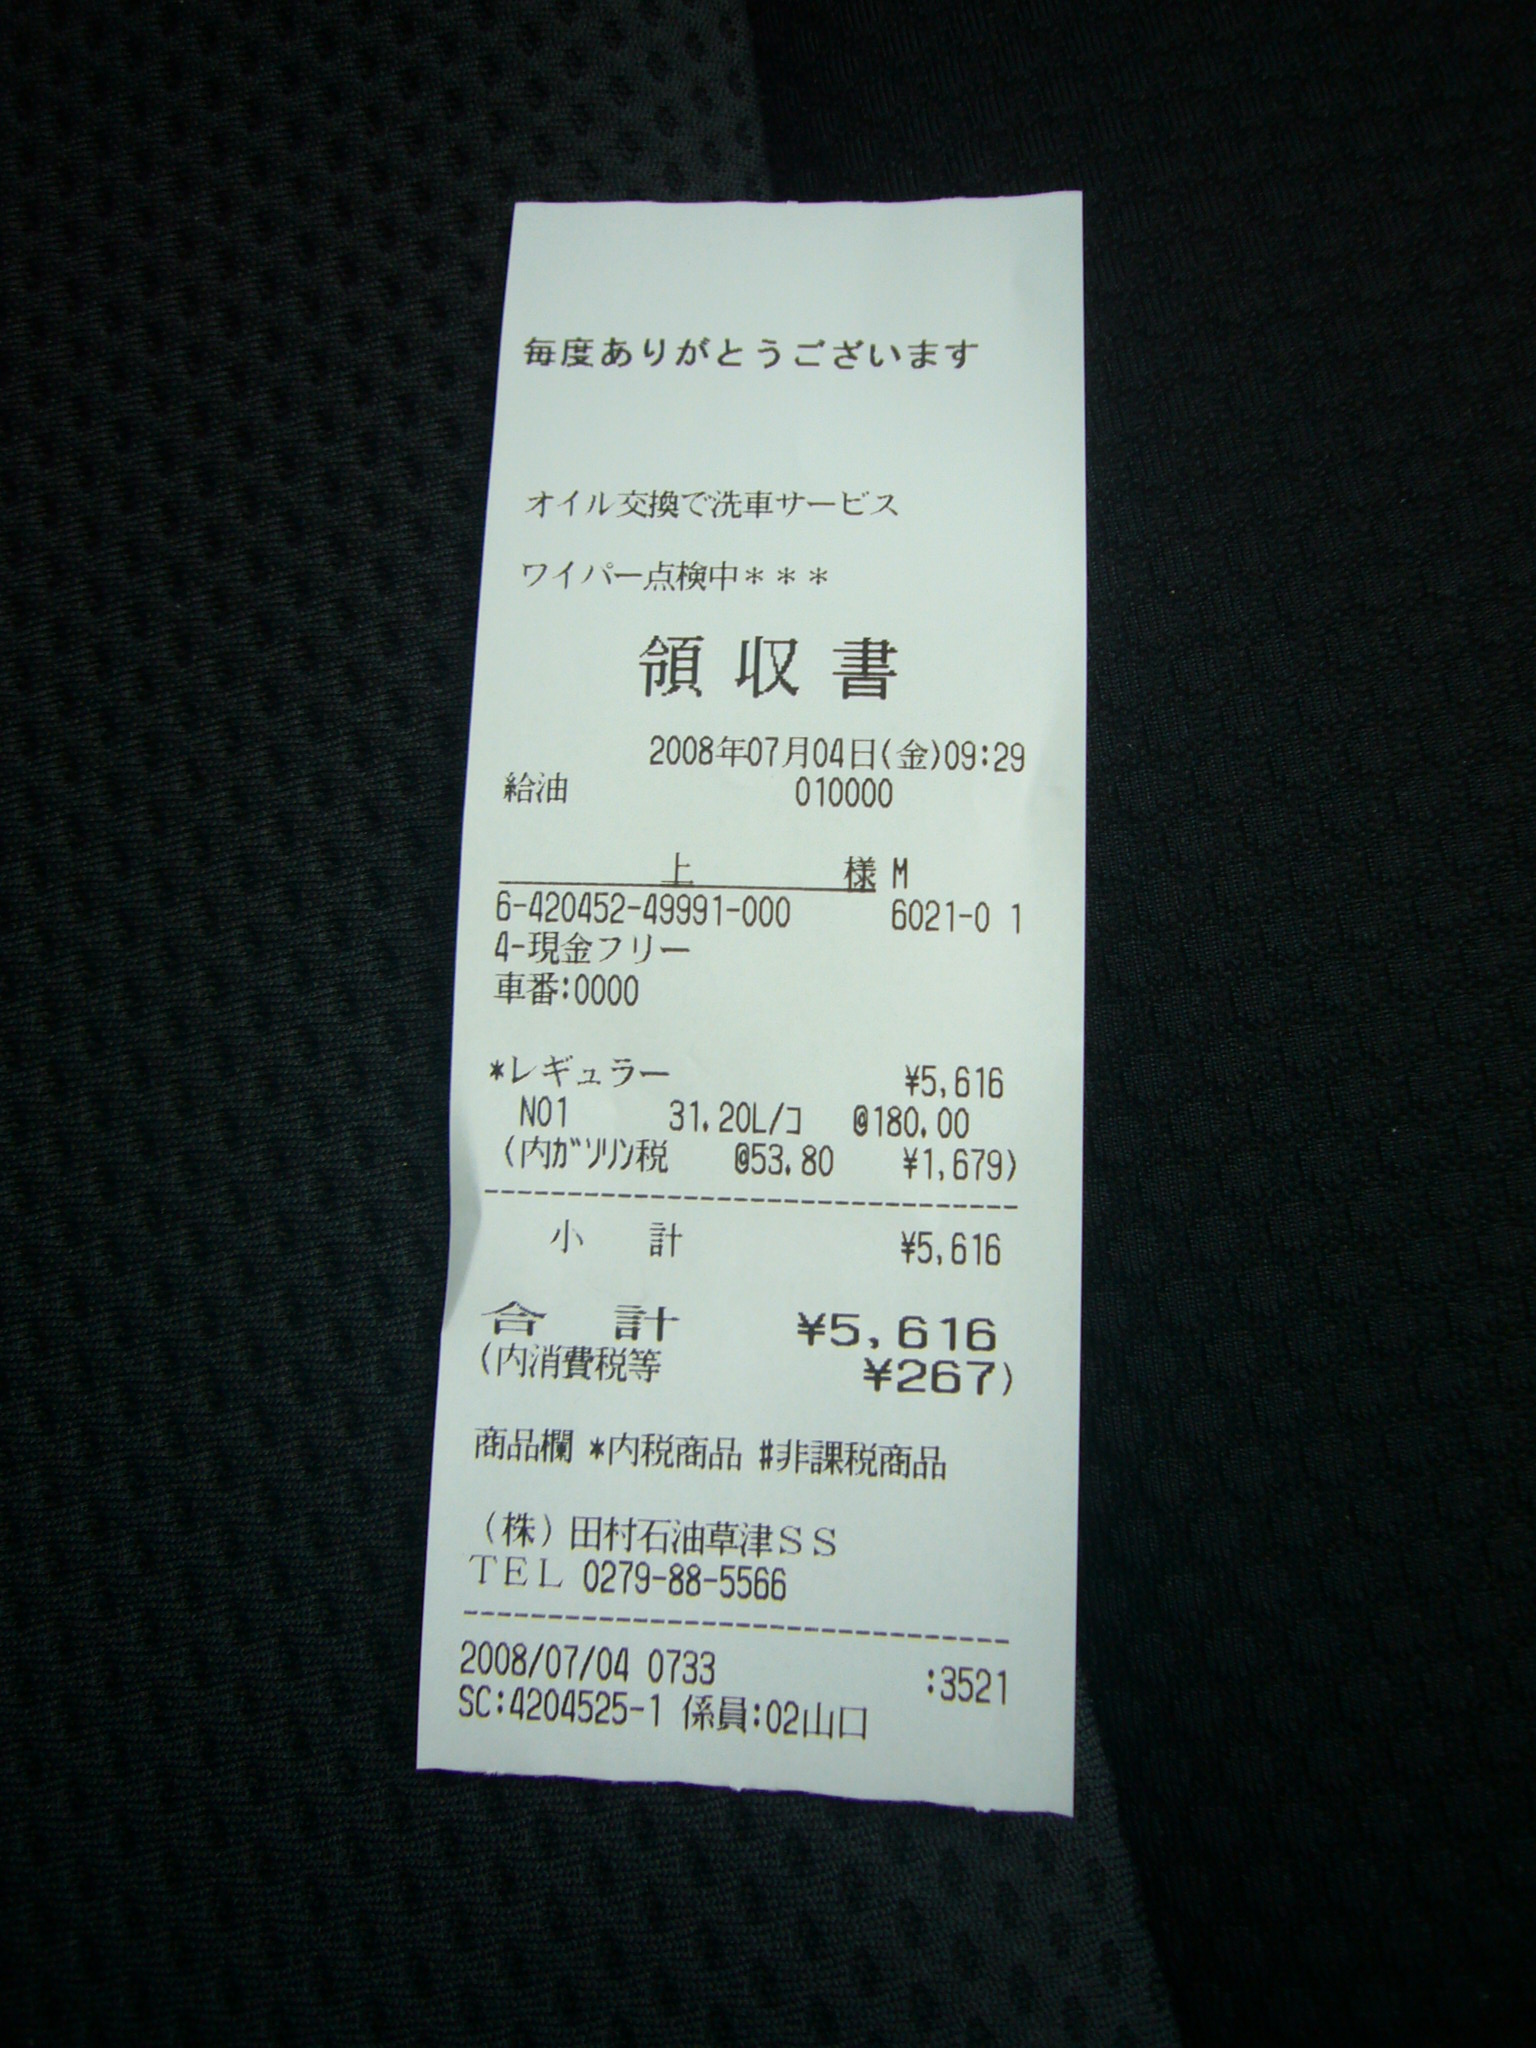 毎度ありがとうございます
オイル交換で洗車サービス
ワイパー点検中＊＊＊
領収書
2008年07月04日(金)09:29
給油 010000
上 様 M
6-420452-49991-000 6021-0 1
4-現金フリー
車番:0000
*レギュラー ¥5,616
N01 31.20L/コ @180.00
(内ｶﾞｿﾘﾝ税 @53.80 ¥1,679)
小 計 ¥5,616
合 計 ¥5,616
(内消費税等 ¥267)
商品欄 *内税商品 #非課税商品
（株）田村石油草津ＳＳ
ＴＥＬ 0279-88-5566
2008/07/04 0733 :3521
SC:4204525-1 係員:02山口